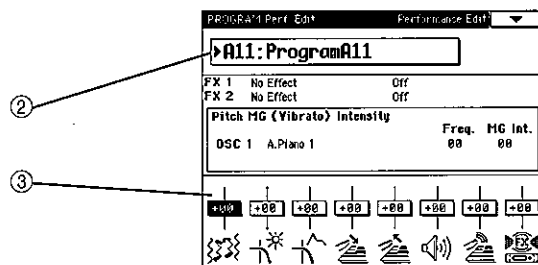 PROGRAM Perf. Edit Performance Edit
② ▶A11:ProgramA11
FX 1 No Effect Off
FX 2 No Effect Off
Pitch MG (Vibrato) Intensity
Freq. MG Int.
OSC 1 A.Piano 1 00 00
③
+00 +00 +00 +00 +00 +00 +00 +00
FX